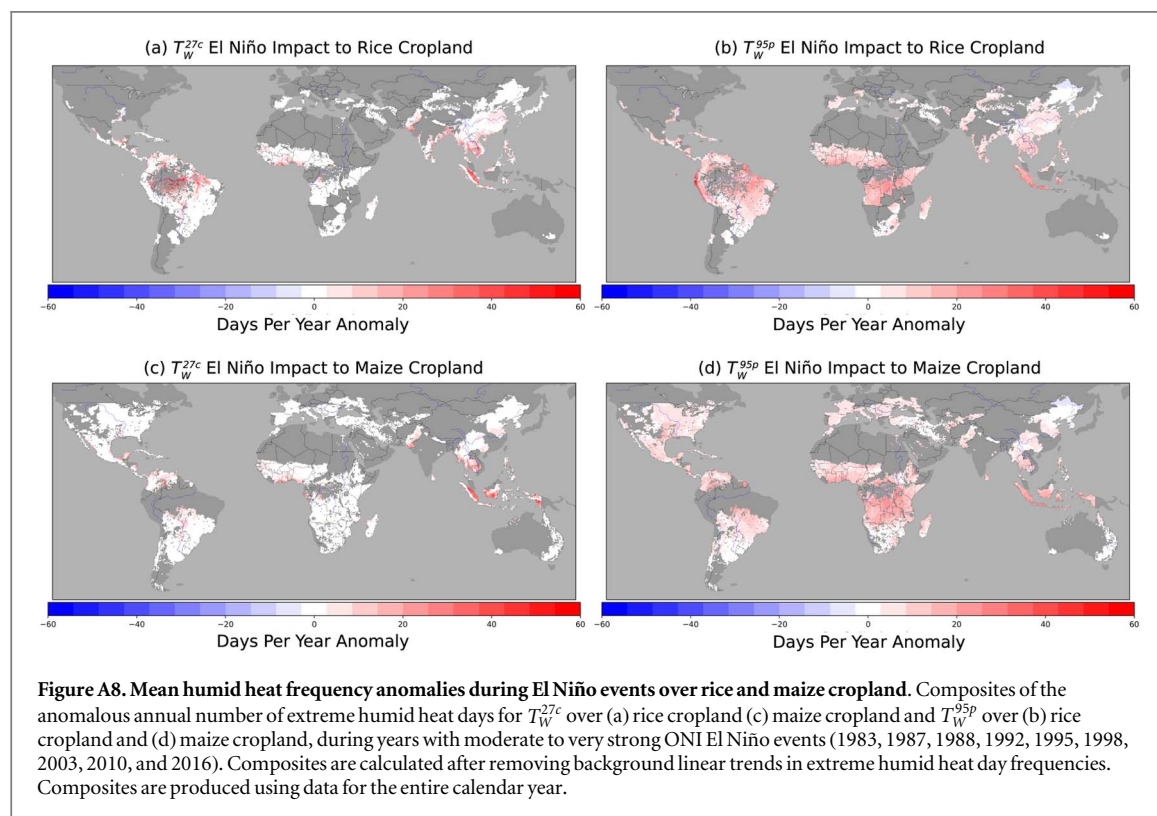 (a) T_W^27c El Niño Impact to Rice Cropland
(b) T_W^95p El Niño Impact to Rice Cropland
−60 −40 −20 0 20 40 60
−60 −40 −20 0 20 40 60
Days Per Year Anomaly
Days Per Year Anomaly
(c) T_W^27c El Niño Impact to Maize Cropland
(d) T_W^95p El Niño Impact to Maize Cropland
−60 −40 −20 0 20 40 60
−60 −40 −20 0 20 40 60
Days Per Year Anomaly
Days Per Year Anomaly
Figure A8. Mean humid heat frequency anomalies during El Niño events over rice and maize cropland. Composites of the
anomalous annual number of extreme humid heat days for T_W^27c over (a) rice cropland (c) maize cropland and T_W^95p over (b) rice
cropland and (d) maize cropland, during years with moderate to very strong ONI El Niño events (1983, 1987, 1988, 1992, 1995, 1998,
2003, 2010, and 2016). Composites are calculated after removing background linear trends in extreme humid heat day frequencies.
Composites are produced using data for the entire calendar year.